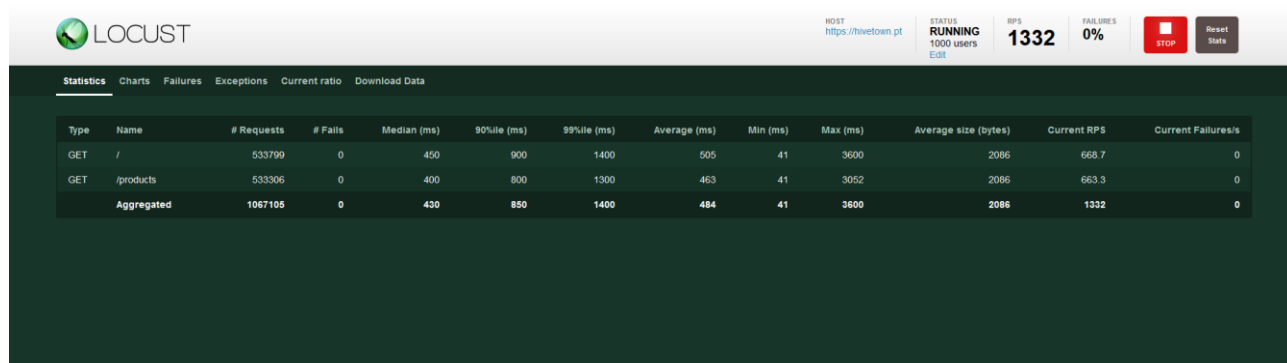 LOCUST
HOST
https://hivetown.pt
STATUS
RUNNING
1000 users
Edit
RPS
1332
FAILURES
0%
STOP
Reset
Stats
Statistics Charts Failures Exceptions Current ratio Download Data
Type Name # Requests # Fails Median (ms) 90%ile (ms) 99%ile (ms) Average (ms) Min (ms) Max (ms) Average size (bytes) Current RPS Current Failures/s
GET / 533799 0 450 900 1400 505 41 3600 2086 668.7 0
GET /products 533306 0 400 800 1300 463 41 3052 2086 663.3 0
Aggregated 1067105 0 430 850 1400 484 41 3600 2086 1332 0